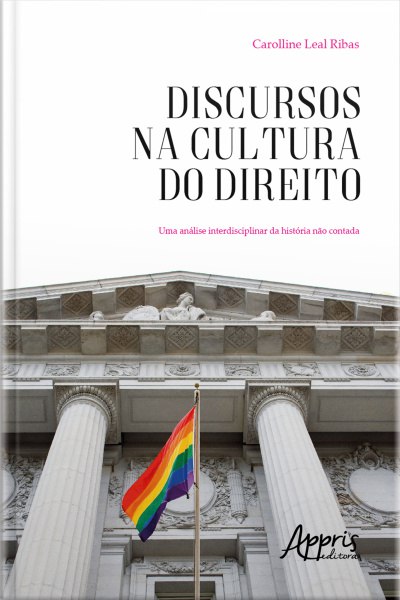 Carolline Leal Ribas
DISCURSOS
NA CULTURA
DO DIREITO
Uma análise interdisciplinar da história não contada
Appris
editora